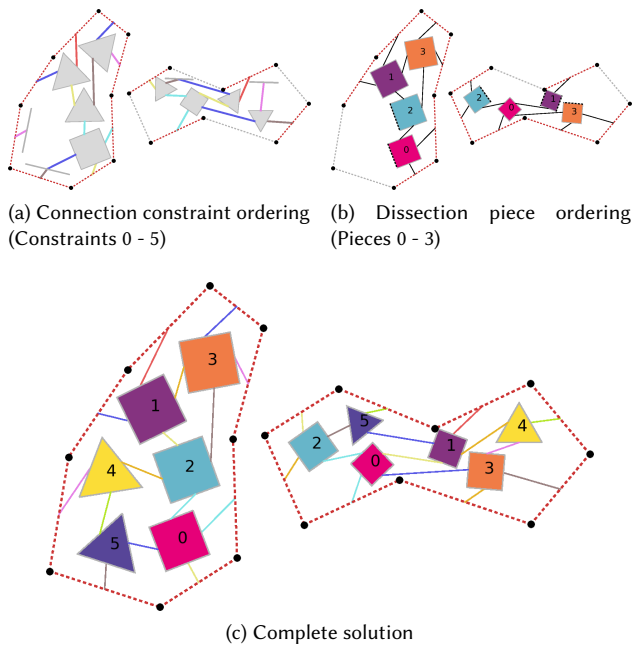 1 3 2 0
2 0 1 3
(a) Connection constraint ordering
(Constraints 0 - 5)
(b) Dissection piece ordering
(Pieces 0 - 3)
3
1
4 2
5 0
2 5 0 1 4 3
(c) Complete solution